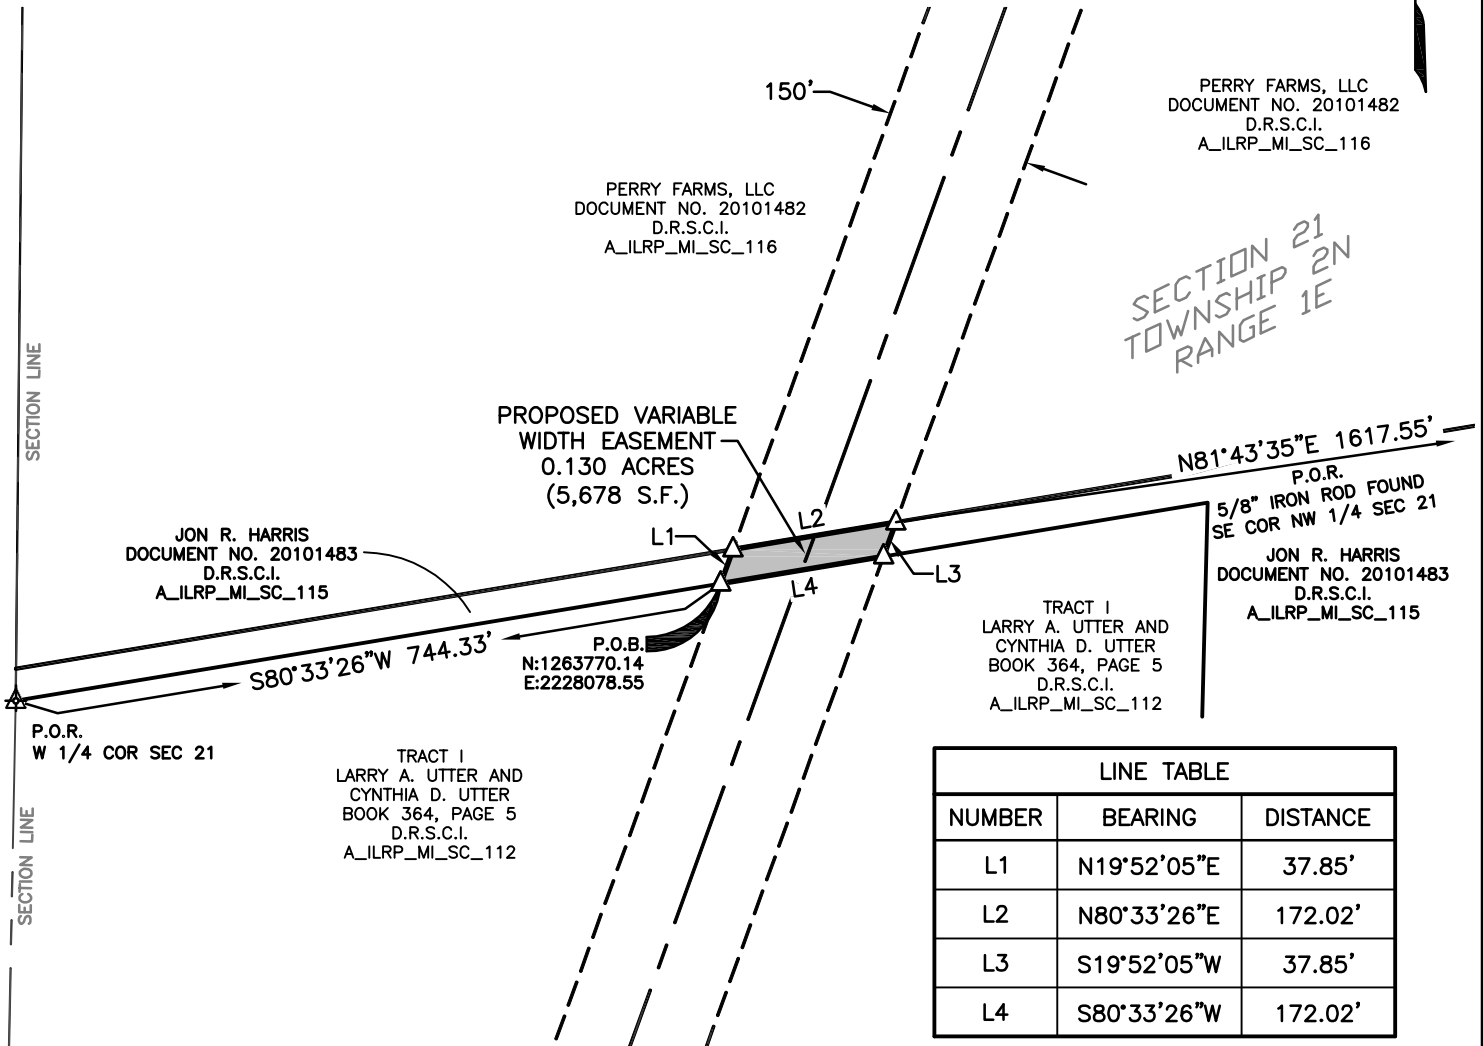 150'
PERRY FARMS, LLC
DOCUMENT NO. 20101482
D.R.S.C.I.
A_ILRP_MI_SC_116
PERRY FARMS, LLC
DOCUMENT NO. 20101482
D.R.S.C.I.
A_ILRP_MI_SC_116
SECTION 21
TOWNSHIP 2N
RANGE 1E
SECTION LINE
PROPOSED VARIABLE
WIDTH EASEMENT
0.130 ACRES
(5,678 S.F.)
N81°43'35"E 1617.55'
P.O.R.
5/8" IRON ROD FOUND
SE COR NW 1/4 SEC 21
L1
L2
L3
L4
JON R. HARRIS
DOCUMENT NO. 20101483
D.R.S.C.I.
A_ILRP_MI_SC_115
JON R. HARRIS
DOCUMENT NO. 20101483
D.R.S.C.I.
A_ILRP_MI_SC_115
S80°33'26"W 744.33'
P.O.B.
N:1263770.14
E:2228078.55
TRACT I
LARRY A. UTTER AND
CYNTHIA D. UTTER
BOOK 364, PAGE 5
D.R.S.C.I.
A_ILRP_MI_SC_112
P.O.R.
W 1/4 COR SEC 21
TRACT I
LARRY A. UTTER AND
CYNTHIA D. UTTER
BOOK 364, PAGE 5
D.R.S.C.I.
A_ILRP_MI_SC_112
SECTION LINE
LINE TABLE
NUMBER BEARING DISTANCE
L1 N19°52'05"E 37.85'
L2 N80°33'26"E 172.02'
L3 S19°52'05"W 37.85'
L4 S80°33'26"W 172.02'